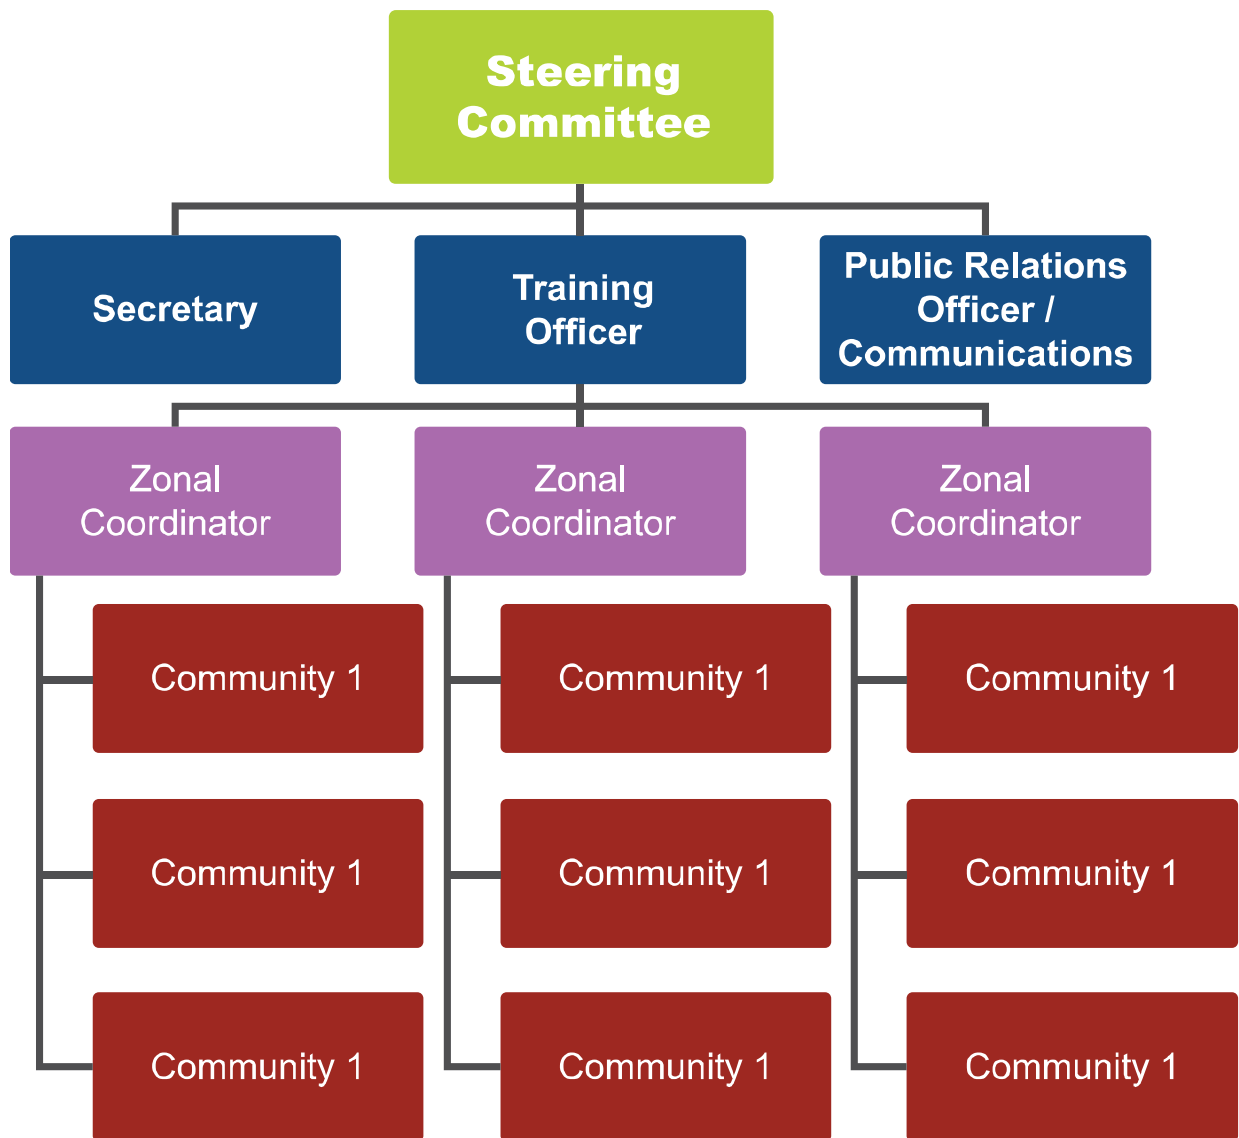 Steering
Committee
Secretary
Training
Officer
Public Relations
Officer /
Communications
Zonal
Coordinator
Zonal
Coordinator
Zonal
Coordinator
Community 1
Community 1
Community 1
Community 1
Community 1
Community 1
Community 1
Community 1
Community 1